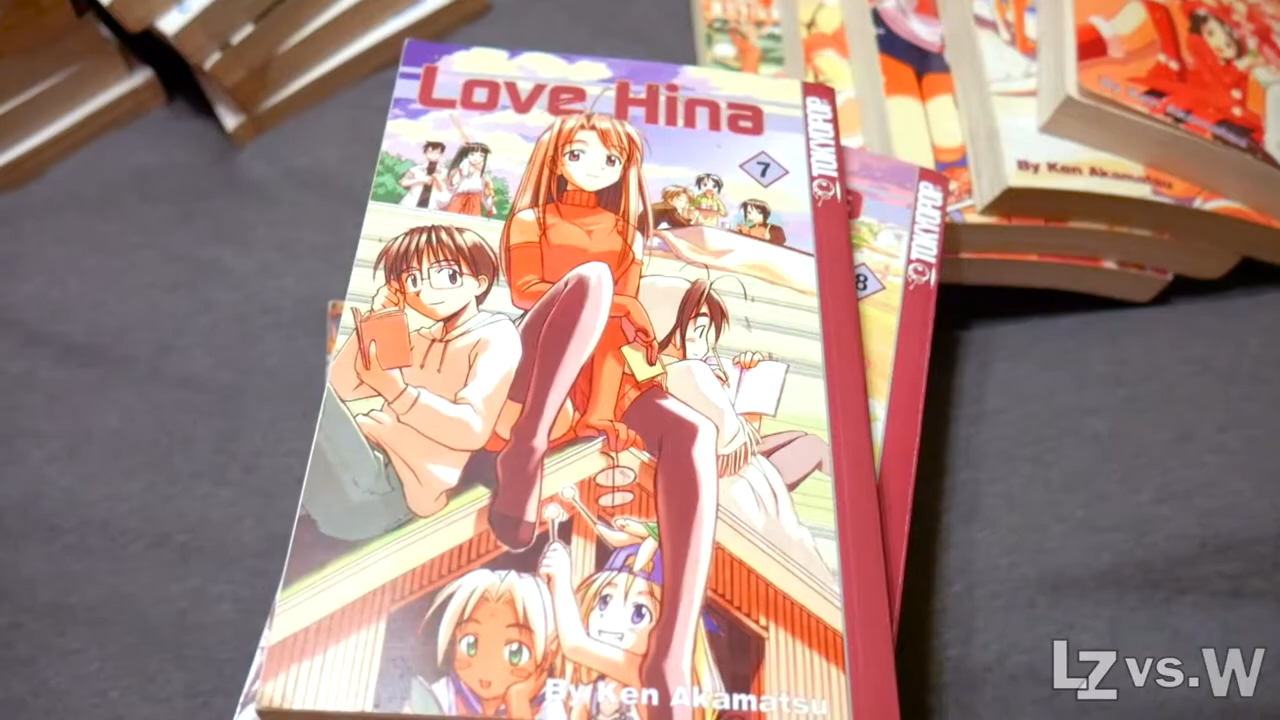 Love Hina
7
TOKYOPOP
8
TOKYOPOP
By Ken Akamatsu
By Ken Akamatsu
LZ vs. W